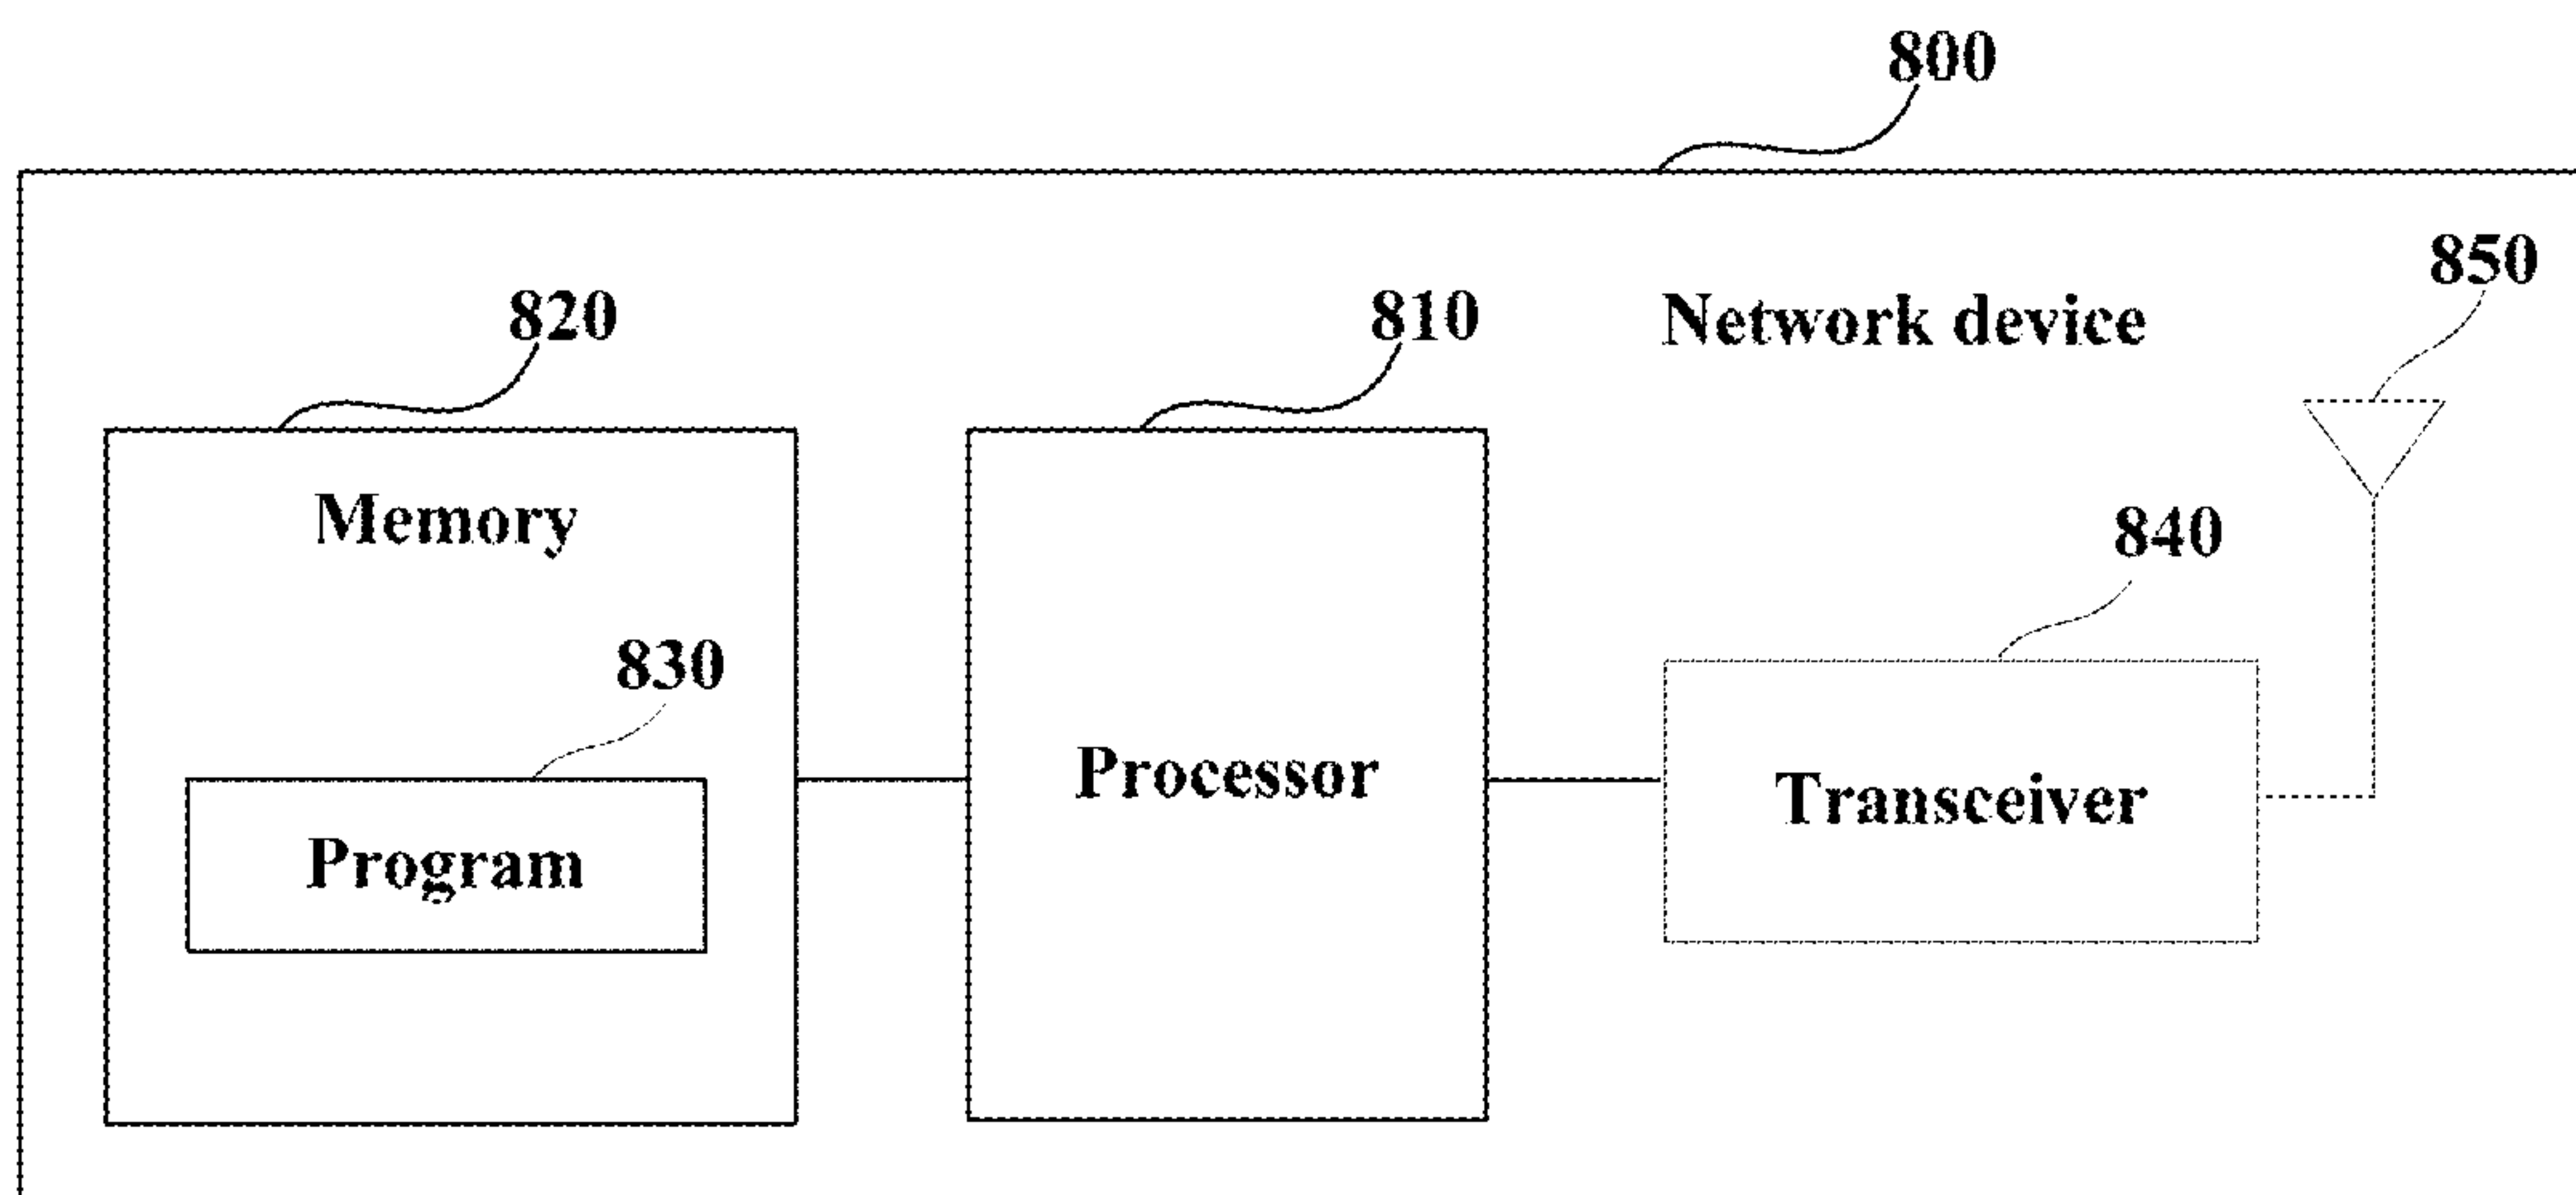 800
850
820
810
Network device
Memory
840
830
Processor
Transceiver
Program